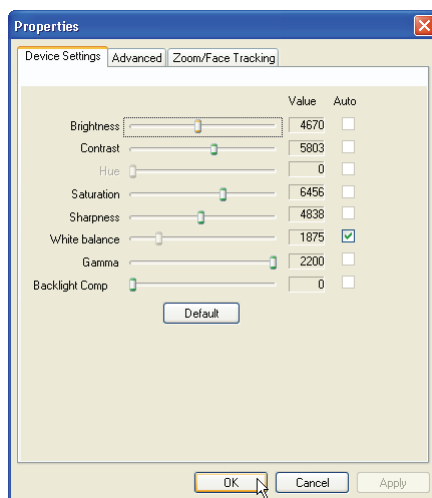 Properties
Device Settings Advanced Zoom/Face Tracking
Value Auto
Brightness 4670
Contrast 5803
Hue 0
Saturation 6456
Sharpness 4838
White balance 1875
Gamma 2200
Backlight Comp 0
Default
OK Cancel Apply